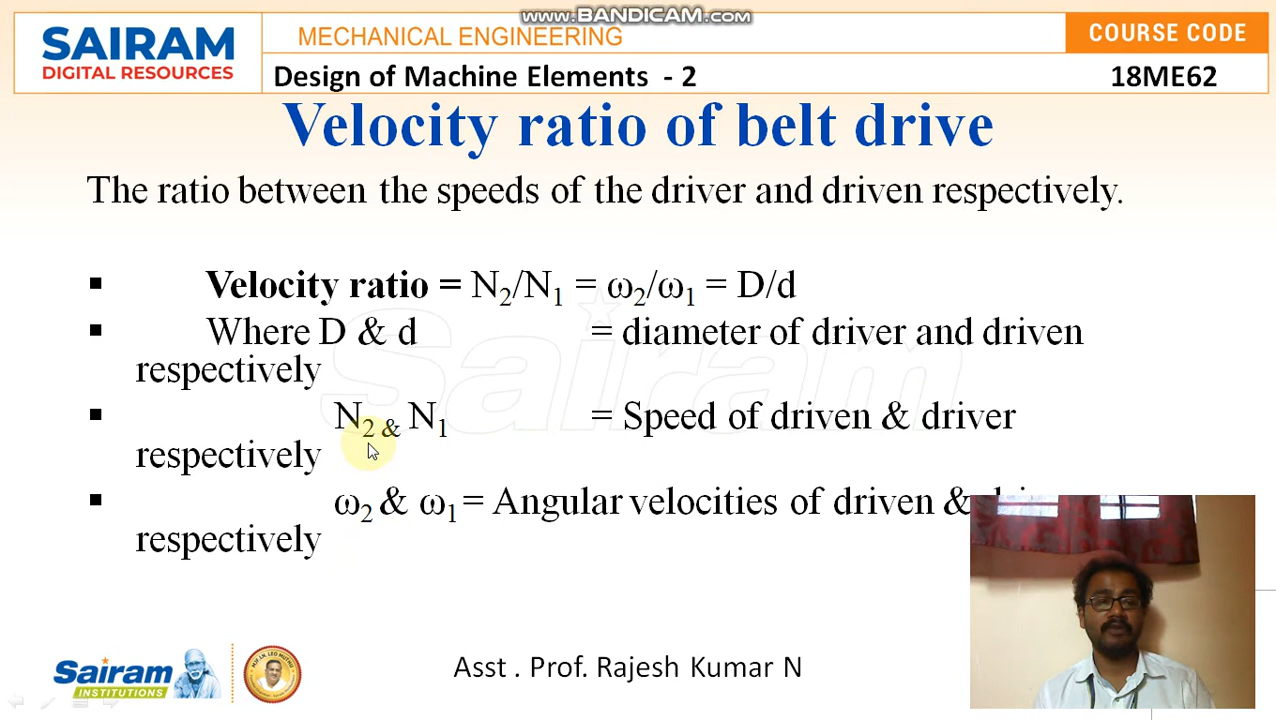 www.BANDICAM.com
SAIRAM
DIGITAL RESOURCES
MECHANICAL ENGINEERING
COURSE CODE
Design of Machine Elements - 2
18ME62
Velocity ratio of belt drive
The ratio between the speeds of the driver and driven respectively.
▪ Velocity ratio = N₂/N₁ = ω₂/ω₁ = D/d
▪ Where D & d = diameter of driver and driven
respectively
▪ N₂ & N₁ = Speed of driven & driver
respectively
▪ ω₂ & ω₁ = Angular velocities of driven &
respectively
Sairam
Sairam
INSTITUTIONS
Asst . Prof. Rajesh Kumar N